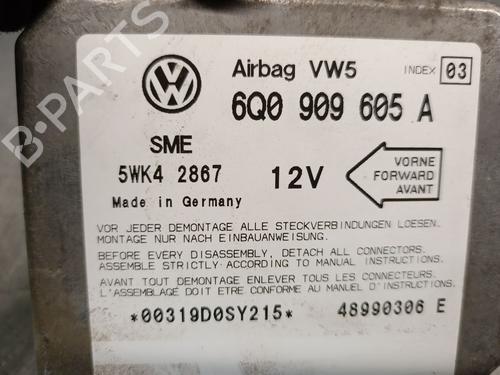 Airbag VW5 INDEX 03
6Q0 909 605 A
SME
5WK4 2867 12V
Made in Germany
VORNE
FORWARD
AVANT
VOR JEDER DEMONTAGE ALLE STECKVERBINDUNGEN LOESEN.
MONTAGE NUR NACH EINBAUANWEISUNG.
BEFORE EVERY DISASSEMBLY, DETACH ALL CONNECTORS.
ASSEMBLE STRICTLY ACCORDING TO MANUAL INSTRUCTIONS.
AVANT TOUT DEMONTAGE ENLEVER TOUS LES CONNECTEURS.
L'ASSEMBLAGE DOIT ETRE CONFORME AU MANUEL D'INSTRUCTIONS.
*00319D0SY215* 48990306 E
B-PARTS